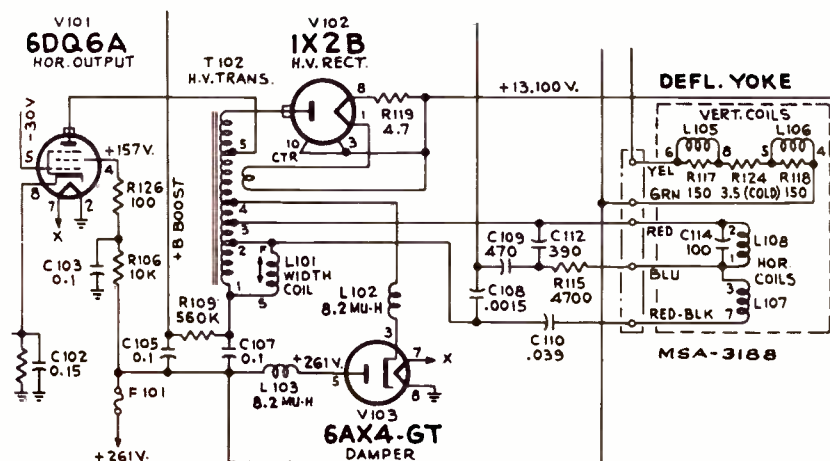 V101
6DQ6A
HOR. OUTPUT
V102
1X2B
H.V. RECT.
T102
H.V. TRANS.
+13,100 V.
DEFL. YOKE
VERT. COILS
L105
L106
-30V
+157V.
5
4
8
7
2
X
R126
100
R106
10K
C103
0.1
C102
0.15
F101
+261V.
+B BOOST
R109
560K
C105
0.1
C107
0.1
5
4
3
2
1
8
1
10
3
CTR
R119
4.7
F
L101
WIDTH
COIL
5
L102
8.2 MU-H
L103
8.2 MU-H
+261V.
3
5
7
8
X
V103
6AX4-GT
DAMPER
C109
470
C112
390
C108
.0015
R115
4700
C110
.039
YEL
GRN
RED
BLU
RED-BLK
6
8
5
4
R117
150
R124
3.5 (COLD)
R118
150
C114
100
2
1
L108
HOR.
COILS
3
7
L107
MSA-3188